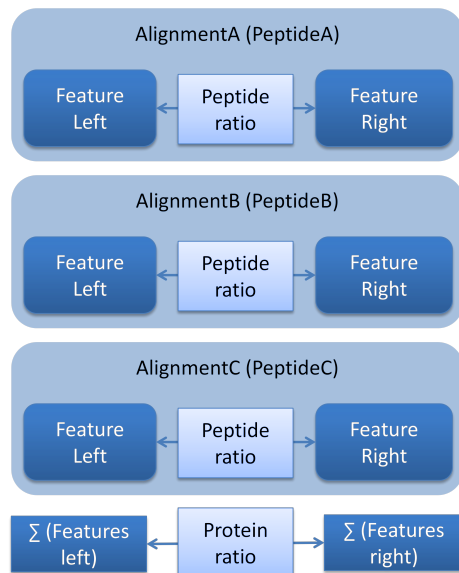 AlignmentA (PeptideA)
Feature
Left
Peptide
ratio
Feature
Right
AlignmentB (PeptideB)
Feature
Left
Peptide
ratio
Feature
Right
AlignmentC (PeptideC)
Feature
Left
Peptide
ratio
Feature
Right
∑ (Features
left)
Protein
ratio
∑ (Features
right)